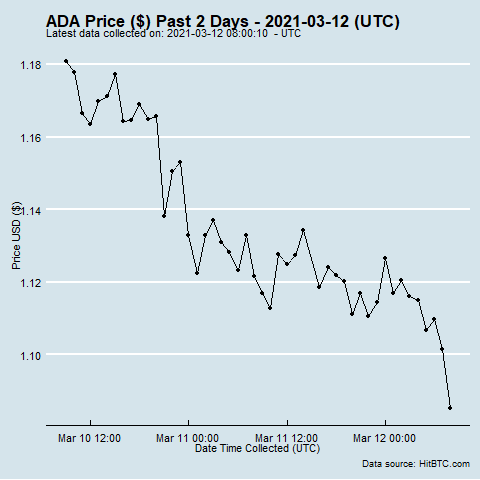 ADA Price ($) Past 2 Days - 2021-03-12 (UTC)
Latest data collected on: 2021-03-12 08:00:10 - UTC
1.18
1.16
1.14
1.12
1.10
Price USD ($)
Mar 10 12:00
Mar 11 00:00
Mar 11 12:00
Mar 12 00:00
Date Time Collected (UTC)
Data source: HitBTC.com